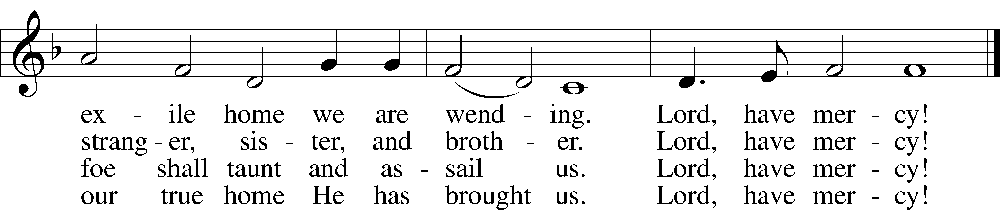 ex - ile home we are wend - ing. Lord, have mer - cy!
strang - er, sis - ter, and broth - er. Lord, have mer - cy!
foe shall taunt and as - sail us. Lord, have mer - cy!
our true home He has brought us. Lord, have mer - cy!